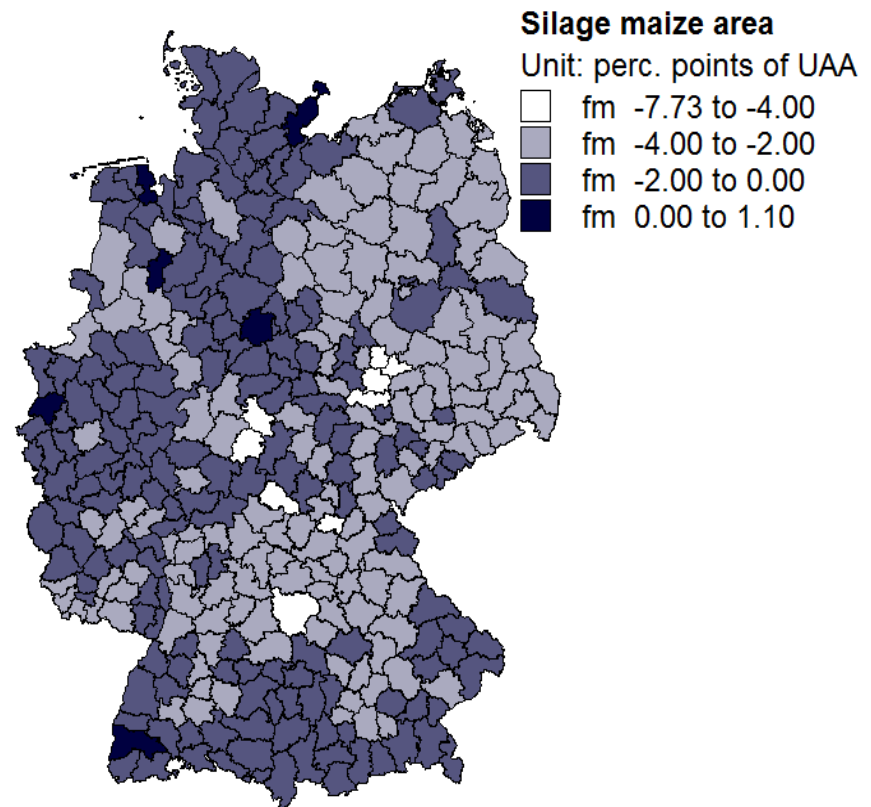 Silage maize area
Unit: perc. points of UAA
fm -7.73 to -4.00
fm -4.00 to -2.00
fm -2.00 to 0.00
fm 0.00 to 1.10